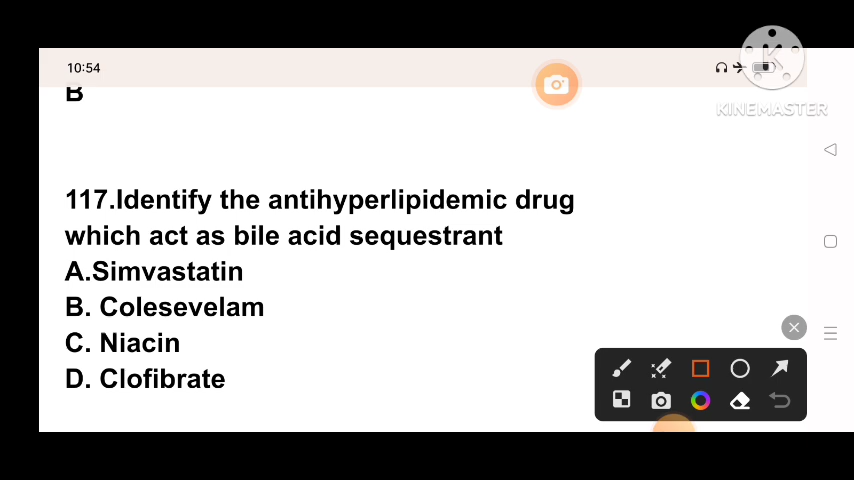 10:54
KINEMASTER
B
117.Identify the antihyperlipidemic drug
which act as bile acid sequestrant
A.Simvastatin
B. Colesevelam
C. Niacin
D. Clofibrate